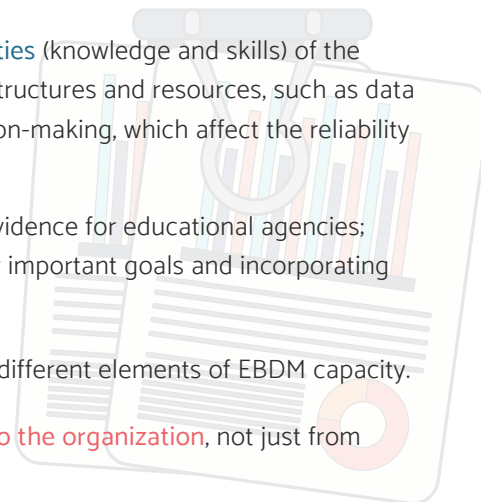 ties (knowledge and skills) of the
tructures and resources, such as data
on-making, which affect the reliability
vidence for educational agencies;
r important goals and incorporating
different elements of EBDM capacity.
o the organization, not just from